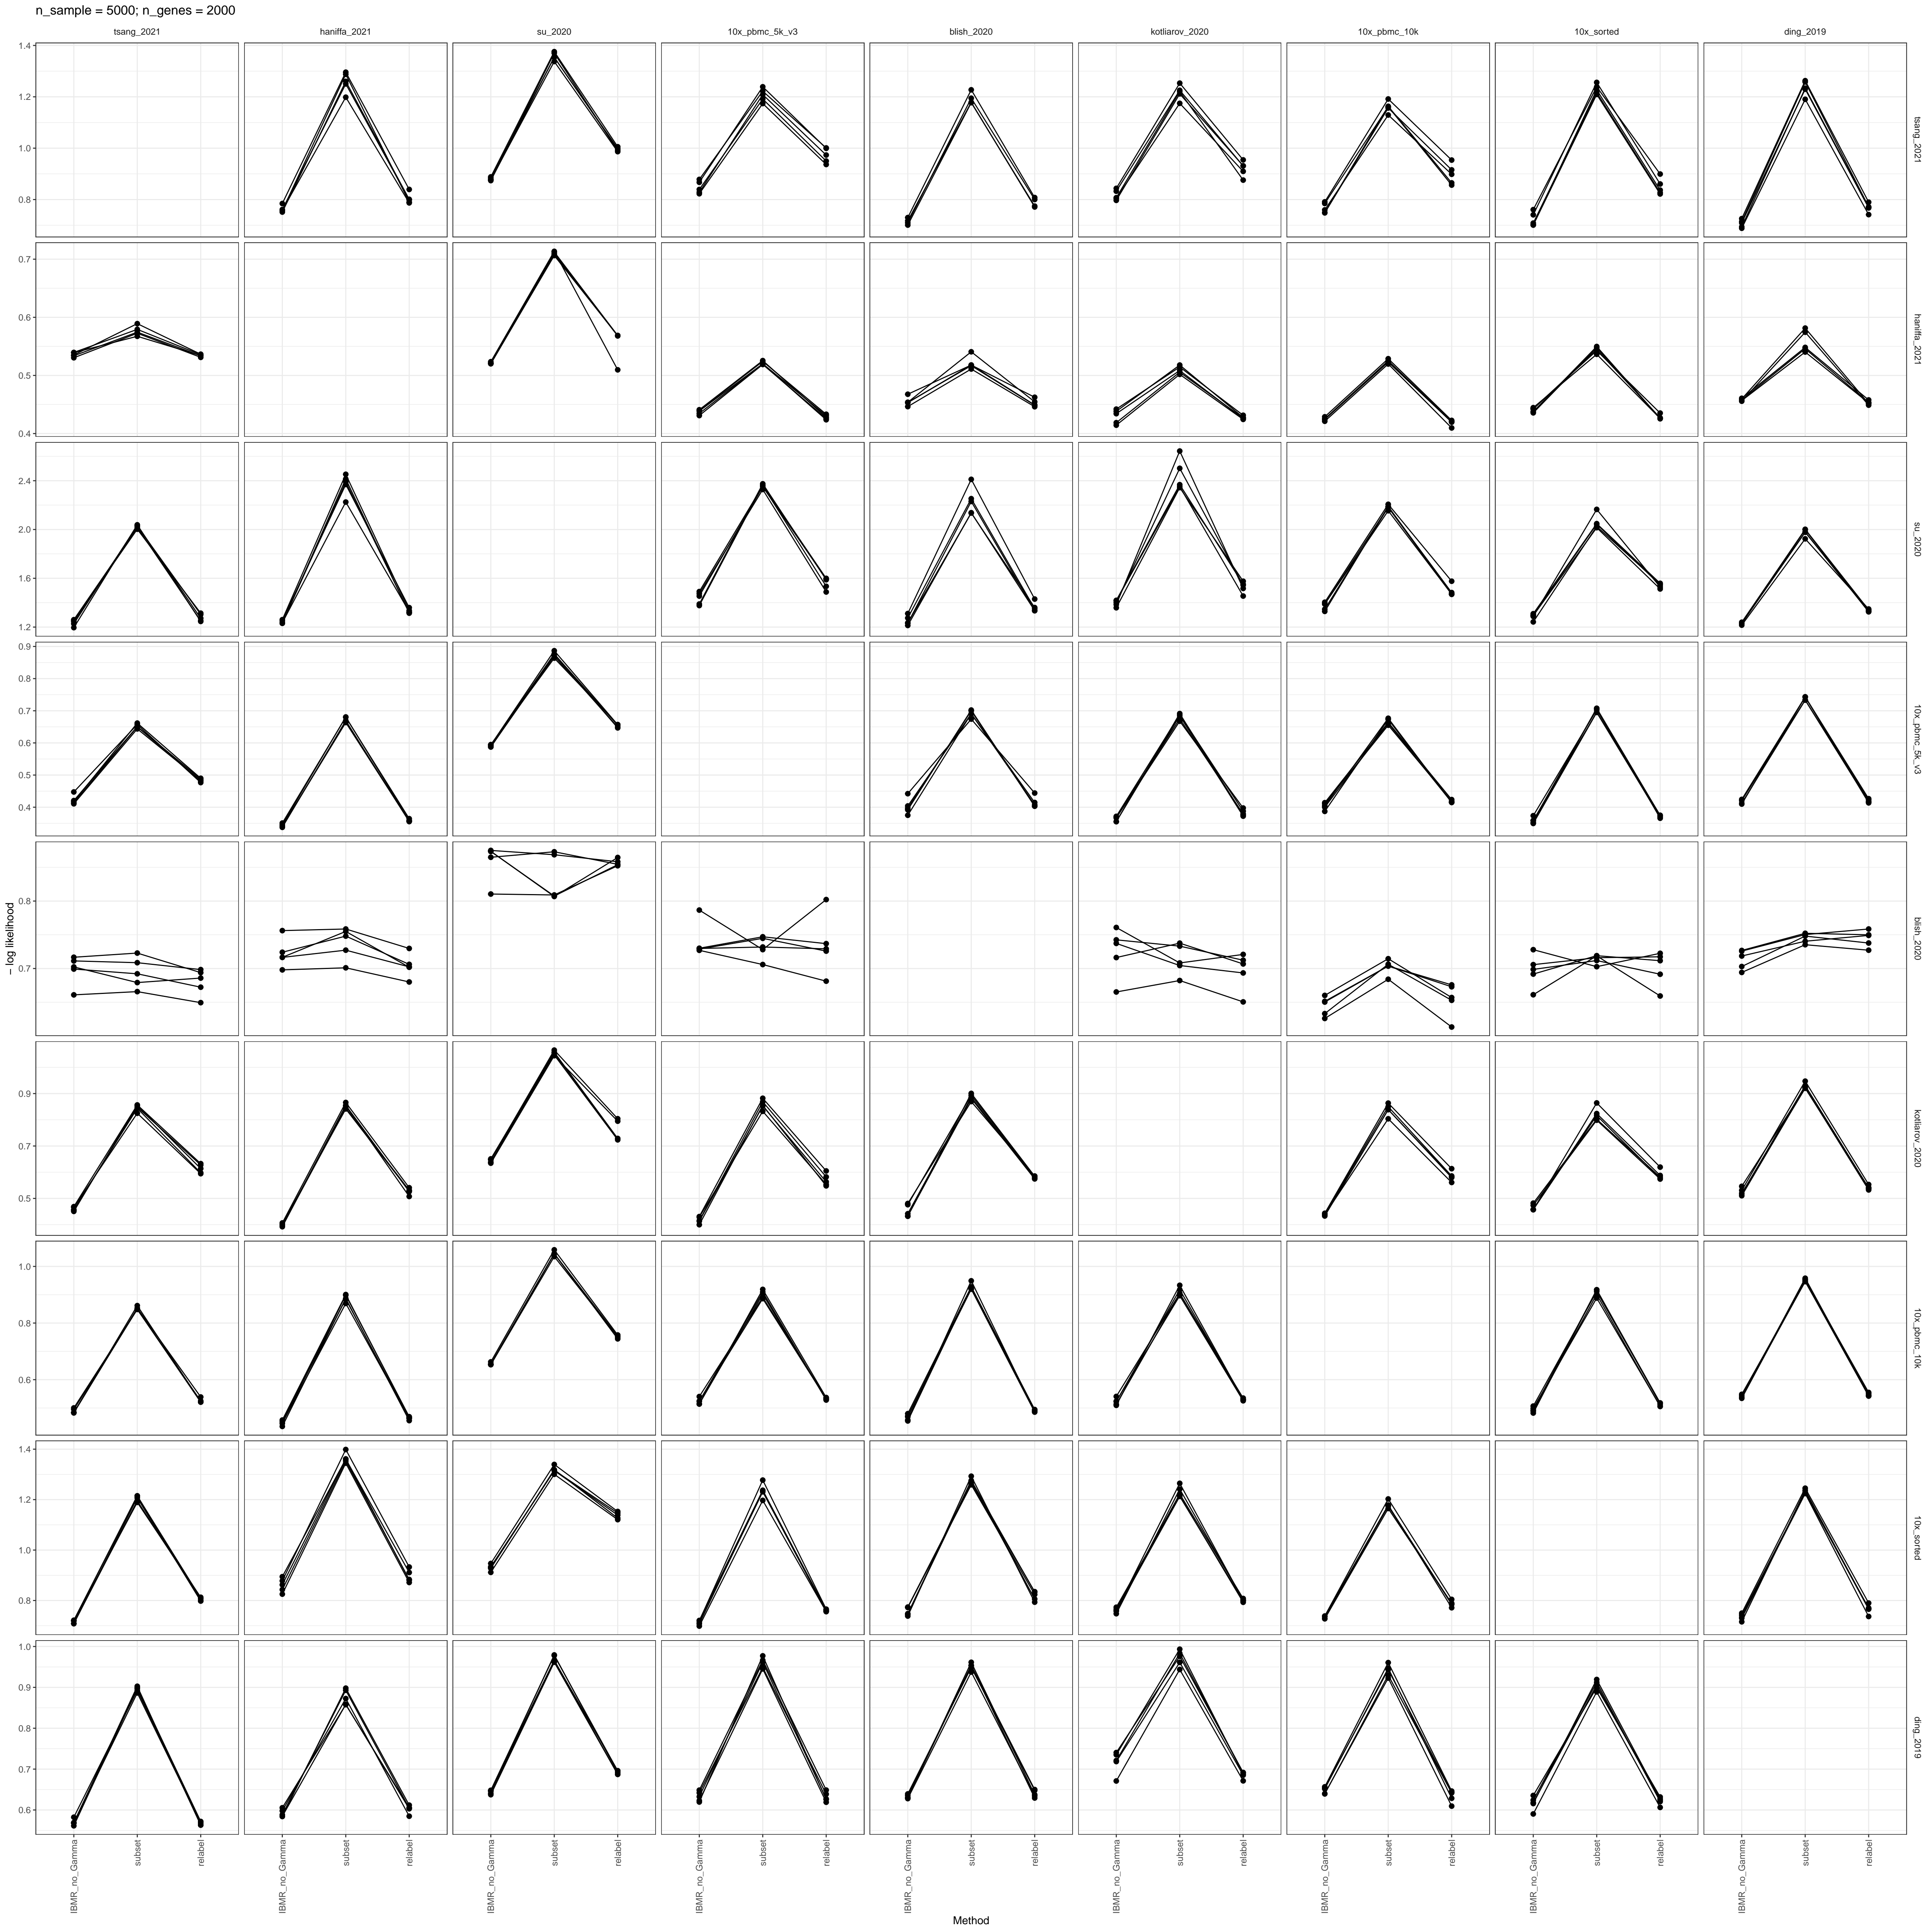 n_sample = 5000; n_genes = 2000
tsang_2021 haniffa_2021 su_2020 10x_pbmc_5k_v3 blish_2020 kotliarov_2020 10x_pbmc_10k 10x_sorted ding_2019
1.4
1.2
1.0
0.8
tsang_2021
0.7
0.6
0.5
0.4
haniffa_2021
2.4
2.0
1.6
1.2
su_2020
0.9
0.8
0.7
0.6
0.5
0.4
10x_pbmc_5k_v3
0.8
0.7
blish_2020
− log likelihood
0.9
0.7
0.5
kotliarov_2020
1.0
0.8
0.6
10x_pbmc_10k
1.4
1.2
1.0
0.8
10x_sorted
1.0
0.9
0.8
0.7
0.6
ding_2019
IBMR_no_Gamma subset relabel IBMR_no_Gamma subset relabel IBMR_no_Gamma subset relabel IBMR_no_Gamma subset relabel IBMR_no_Gamma subset relabel IBMR_no_Gamma subset relabel IBMR_no_Gamma subset relabel IBMR_no_Gamma subset relabel IBMR_no_Gamma subset relabel
Method